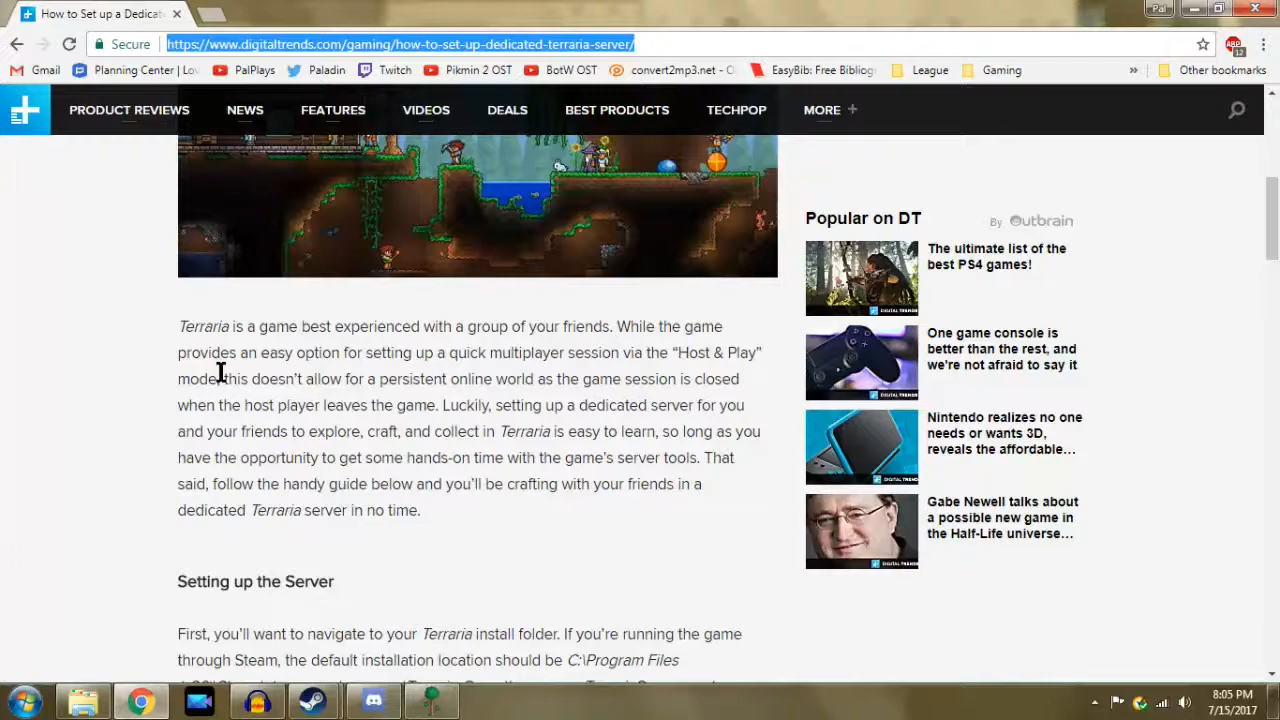 How to Set up a Dedicat
Pal
Secure
https://www.digitaltrends.com/gaming/how-to-set-up-dedicated-terraria-server/
ABP
12
Gmail
Planning Center | Lo
PalPlays
Paladin
Twitch
Pikmin 2 OST
BotW OST
convert2mp3.net - O
EasyBib: Free Bibliog
League
Gaming
»
Other bookmarks
PRODUCT REVIEWS
NEWS
FEATURES
VIDEOS
DEALS
BEST PRODUCTS
TECHPOP
MORE +
Popular on DT
By Outbrain
The ultimate list of the
best PS4 games!
One game console is
better than the rest, and
we're not afraid to say it
Nintendo realizes no one
needs or wants 3D,
reveals the affordable…
Gabe Newell talks about
a possible new game in
the Half-Life universe…
Terraria is a game best experienced with a group of your friends. While the game
provides an easy option for setting up a quick multiplayer session via the “Host & Play”
mode, this doesn’t allow for a persistent online world as the game session is closed
when the host player leaves the game. Luckily, setting up a dedicated server for you
and your friends to explore, craft, and collect in Terraria is easy to learn, so long as you
have the opportunity to get some hands-on time with the game’s server tools. That
said, follow the handy guide below and you’ll be crafting with your friends in a
dedicated Terraria server in no time.
Setting up the Server
First, you’ll want to navigate to your Terraria install folder. If you’re running the game
through Steam, the default installation location should be C:\Program Files
8:05 PM
7/15/2017